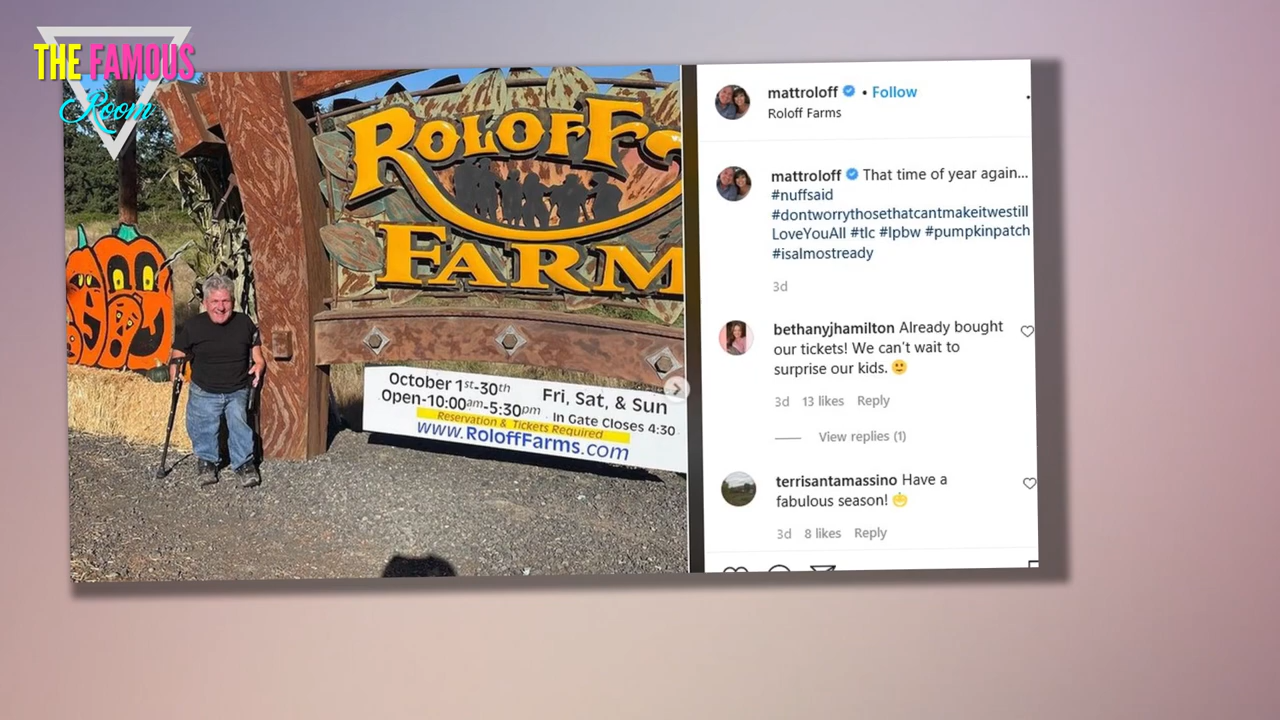 THE FAMOUS
Room
ROLOFF
FARM
October 1st-30th
Fri, Sat, & Sun
Open-10:00am-5:30pm
In Gate Closes 4:30
Reservation & Tickets Required
www.RoloffFarms.com
mattroloff • Follow
Roloff Farms
mattroloff That time of year again...
#nuffsaid
#dontworrythosethatcantmakeitwestill
LoveYouAll #tlc #lpbw #pumpkinpatch
#isalmostready
3d
bethanyjhamilton Already bought
our tickets! We can't wait to
surprise our kids. 🙂
3d 13 likes Reply
View replies (1)
terrisantamassino Have a
fabulous season! 🎃
3d 8 likes Reply